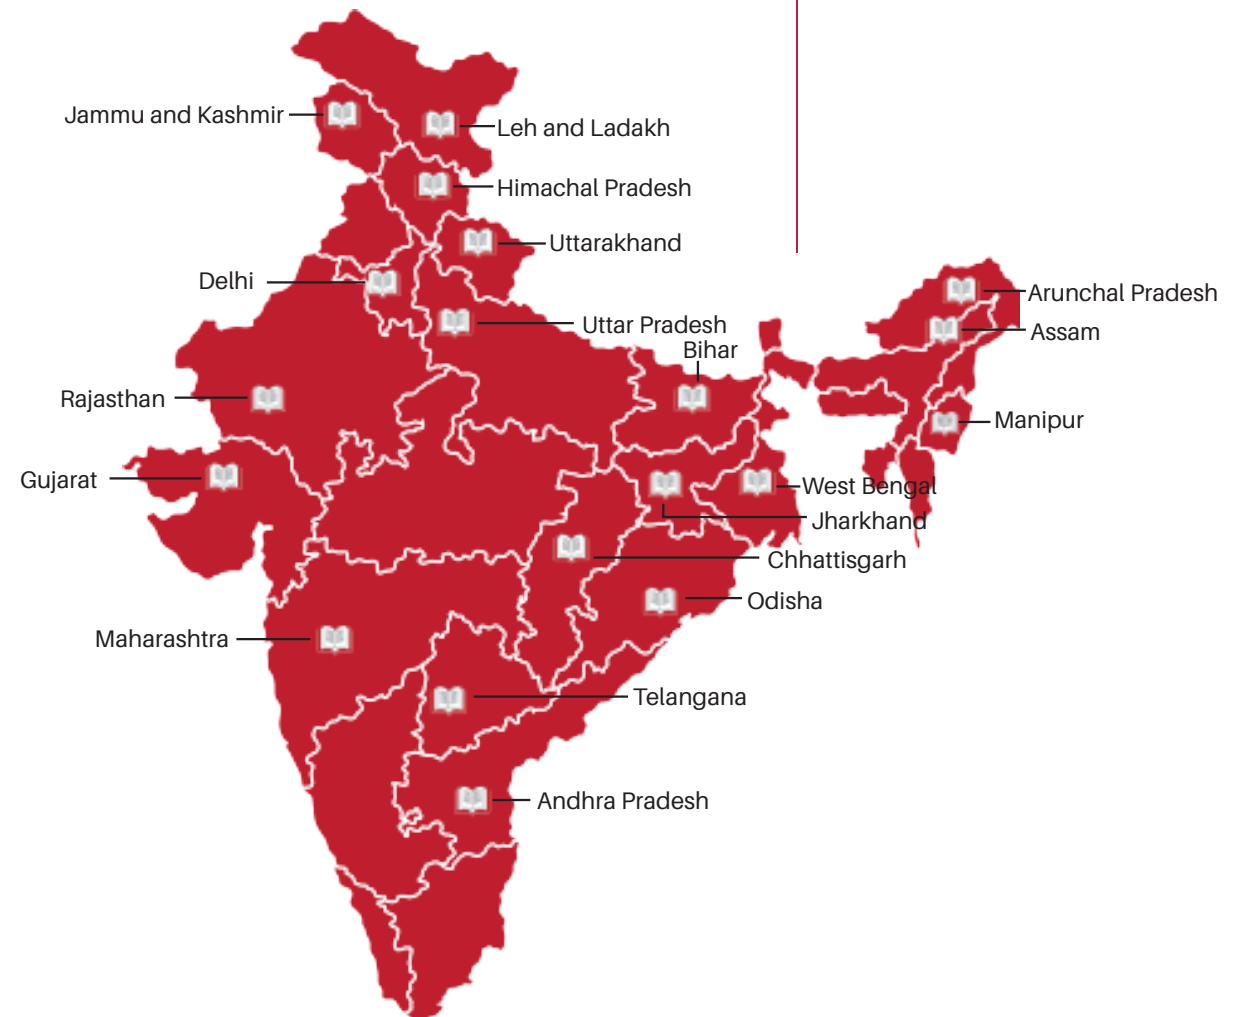 Jammu and Kashmir
Leh and Ladakh
Himachal Pradesh
Uttarakhand
Delhi
Arunchal Pradesh
Uttar Pradesh
Assam
Bihar
Rajasthan
Manipur
Gujarat
West Bengal
Jharkhand
Chhattisgarh
Odisha
Maharashtra
Telangana
Andhra Pradesh